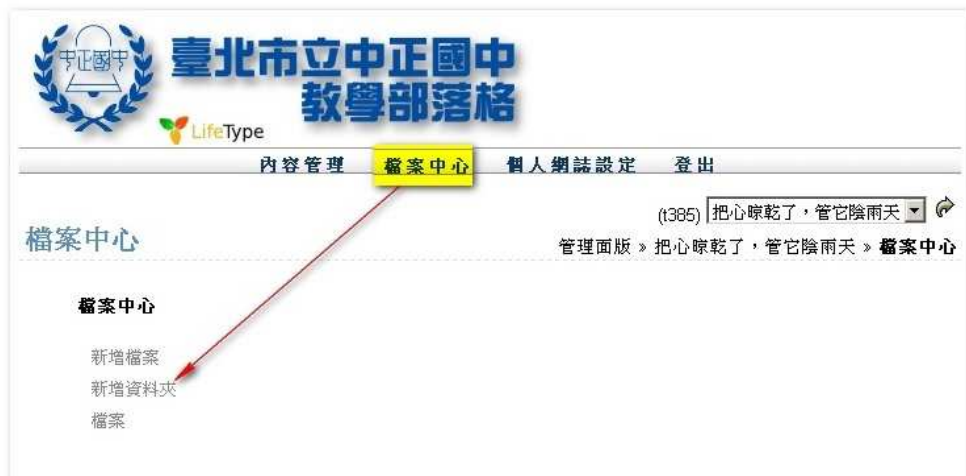 中正國中
臺北市立中正國中
教學部落格
LifeType
內容管理 檔案中心 個人網誌設定 登出
(t385) 把心晾乾了，管它陰雨天
檔案中心
管理面版 » 把心晾乾了，管它陰雨天 » 檔案中心
檔案中心
新增檔案
新增資料夾
檔案